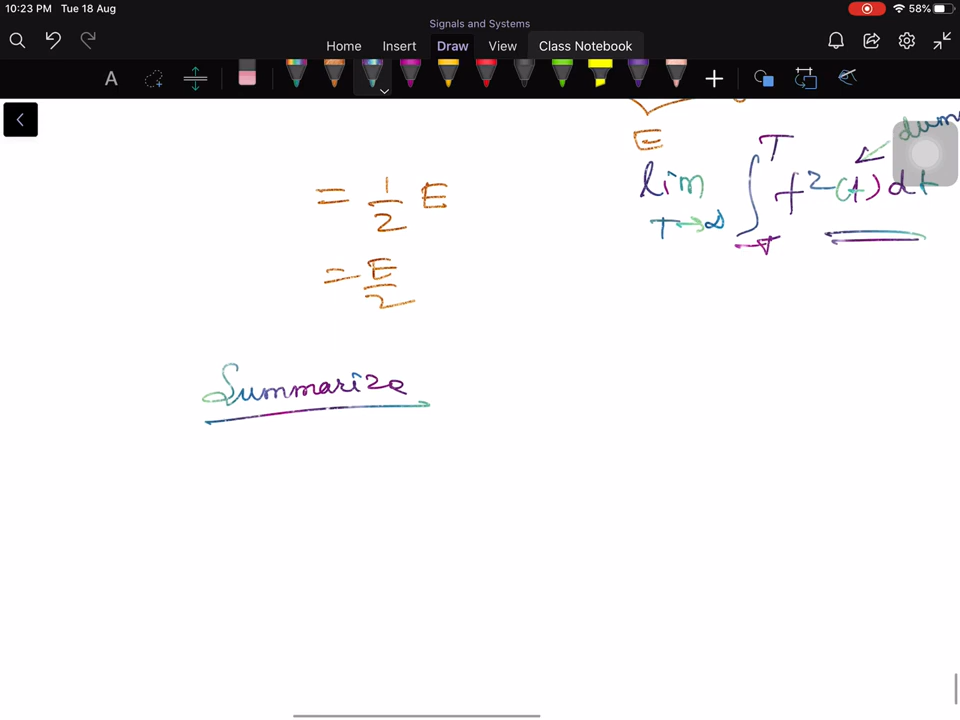 10:23 PM Tue 18 Aug
58%
Signals and Systems
Home Insert Draw View Class Notebook
A
E
= 1/2 E
lim T→∞ ∫ -T T f²(t) dt
= E/2
Summarize